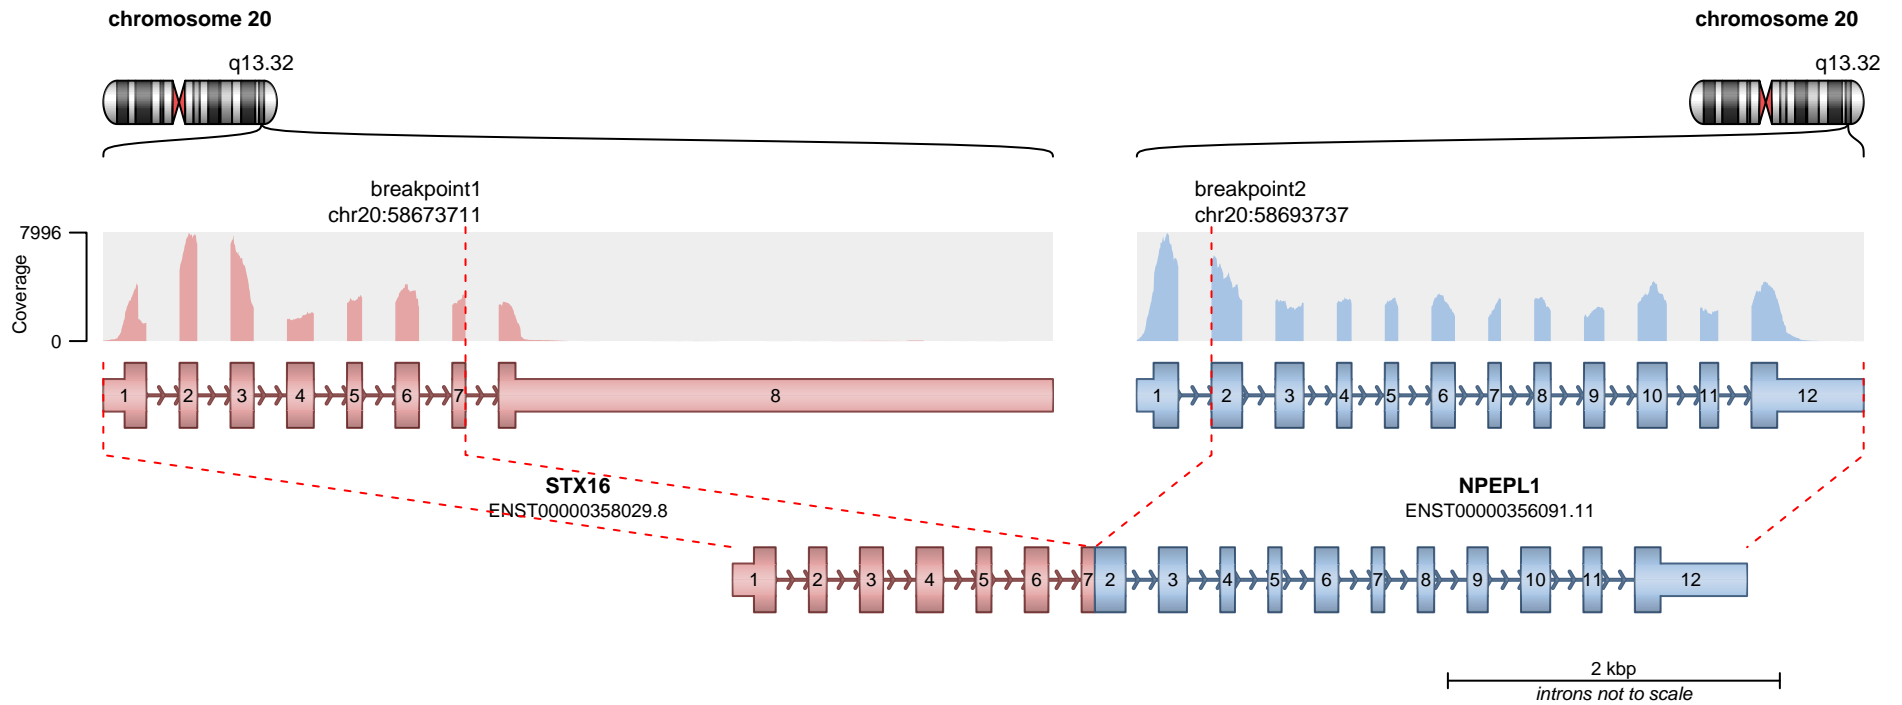 chromosome 20
chromosome 20
q13.32
q13.32
breakpoint1
chr20:58673711
breakpoint2
chr20:58693737
7996
Coverage
0
1 2 3 4 5 6 7 8
1 2 3 4 5 6 7 8 9 10 11 12
STX16
ENST00000358029.8
NPEPL1
ENST00000356091.11
1 2 3 4 5 6 7 2 3 4 5 6 7 8 9 10 11 12
2 kbp
introns not to scale